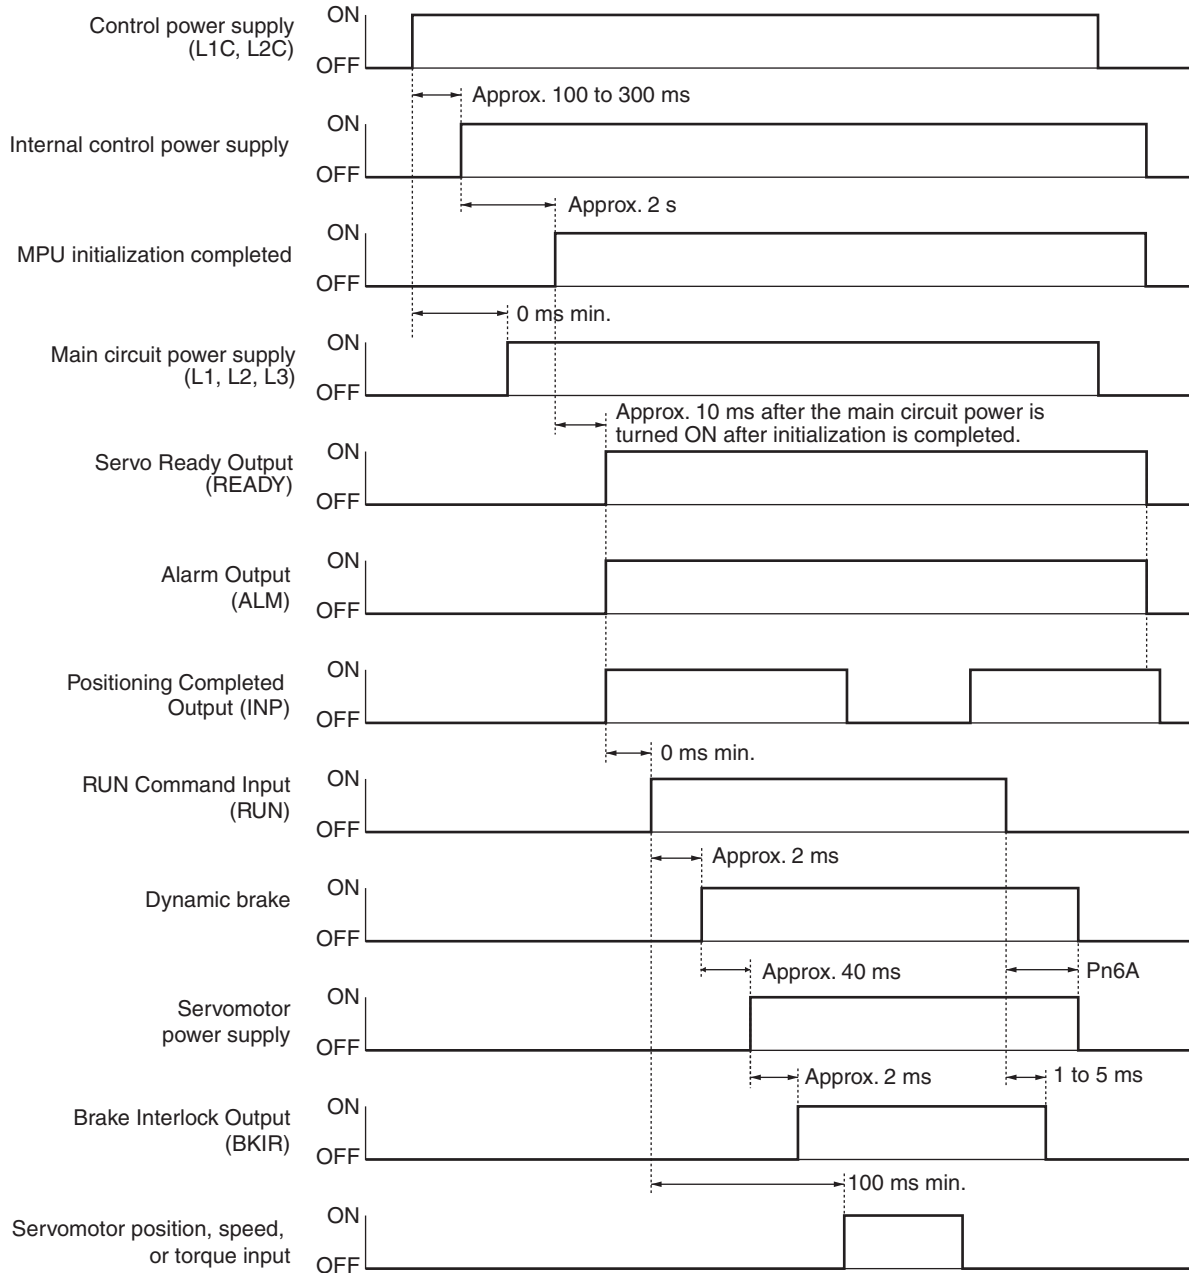 Control power supply
(L1C, L2C)
ON
OFF
Approx. 100 to 300 ms
Internal control power supply
ON
OFF
Approx. 2 s
MPU initialization completed
ON
OFF
0 ms min.
Main circuit power supply
(L1, L2, L3)
ON
OFF
Approx. 10 ms after the main circuit power is
turned ON after initialization is completed.
Servo Ready Output
(READY)
ON
OFF
Alarm Output
(ALM)
ON
OFF
Positioning Completed
Output (INP)
ON
OFF
0 ms min.
RUN Command Input
(RUN)
ON
OFF
Approx. 2 ms
Dynamic brake
ON
OFF
Approx. 40 ms
Pn6A
Servomotor
power supply
ON
OFF
Approx. 2 ms
1 to 5 ms
Brake Interlock Output
(BKIR)
ON
OFF
100 ms min.
Servomotor position, speed,
or torque input
ON
OFF